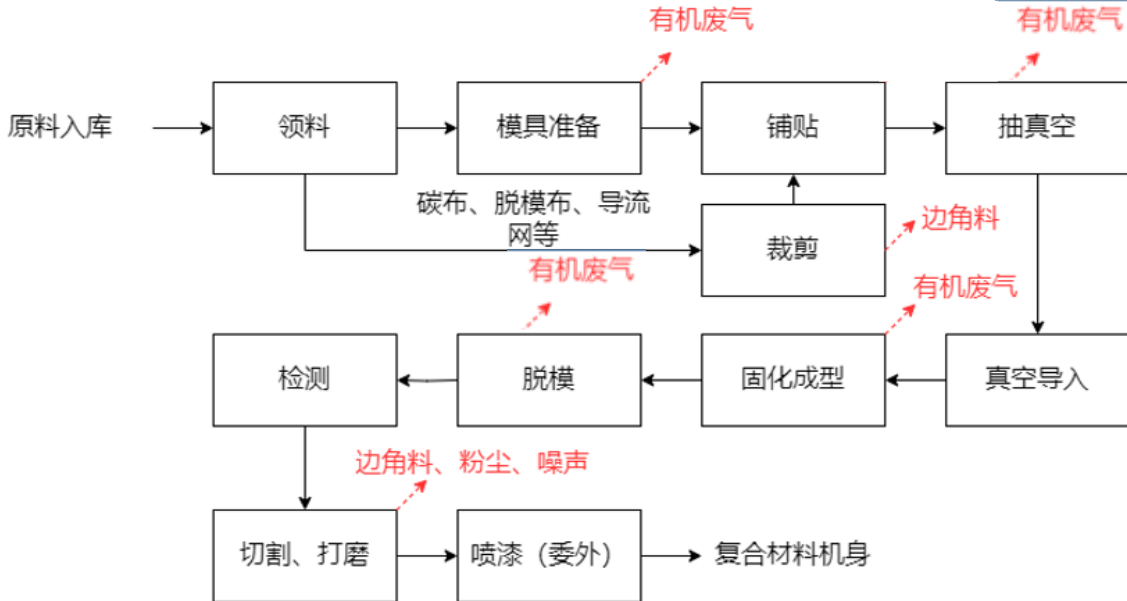 有机废气
有机废气
原料入库
领料
模具准备
铺贴
抽真空
碳布、脱模布、导流
网等
裁剪
边角料
有机废气
有机废气
检测
脱模
固化成型
真空导入
边角料、粉尘、噪声
切割、打磨
喷漆（委外）
复合材料机身